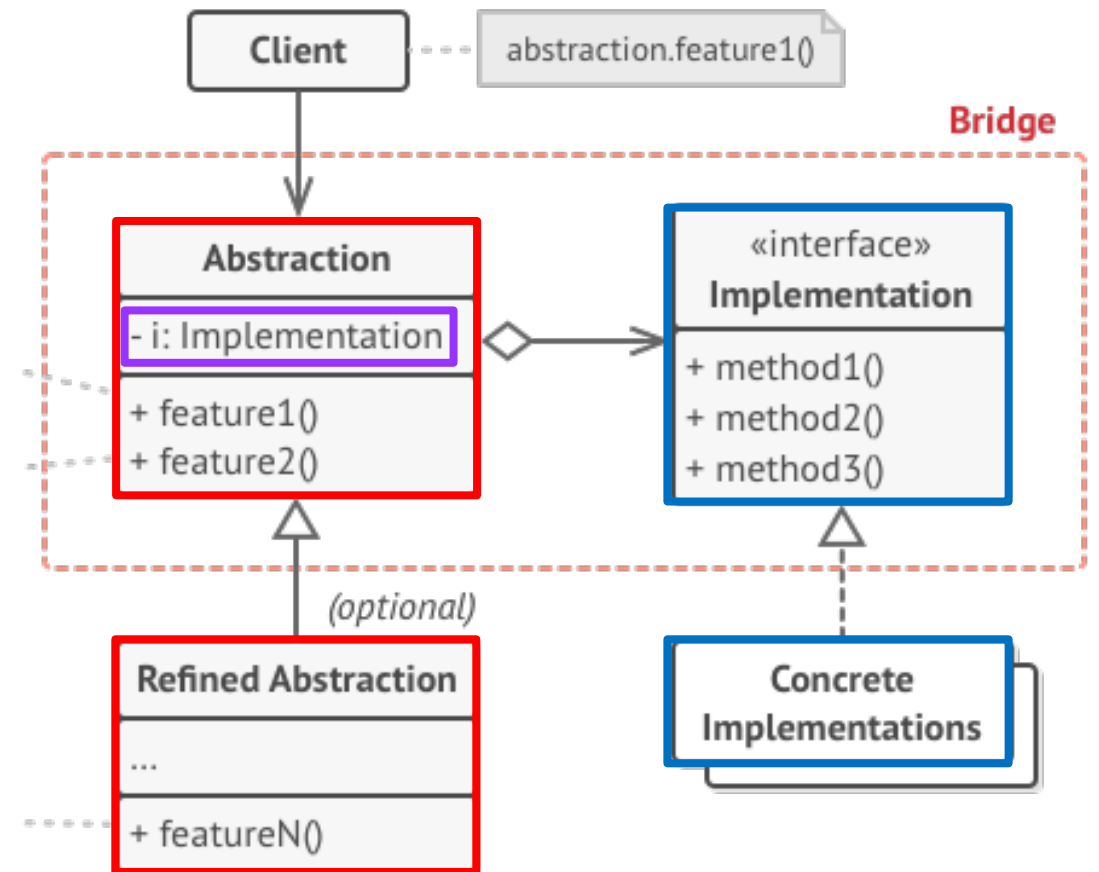 Client
abstraction.feature1()
Bridge
Abstraction
- i: Implementation
+ feature1()
+ feature2()
«interface»
Implementation
+ method1()
+ method2()
+ method3()
(optional)
Refined Abstraction
...
+ featureN()
Concrete
Implementations